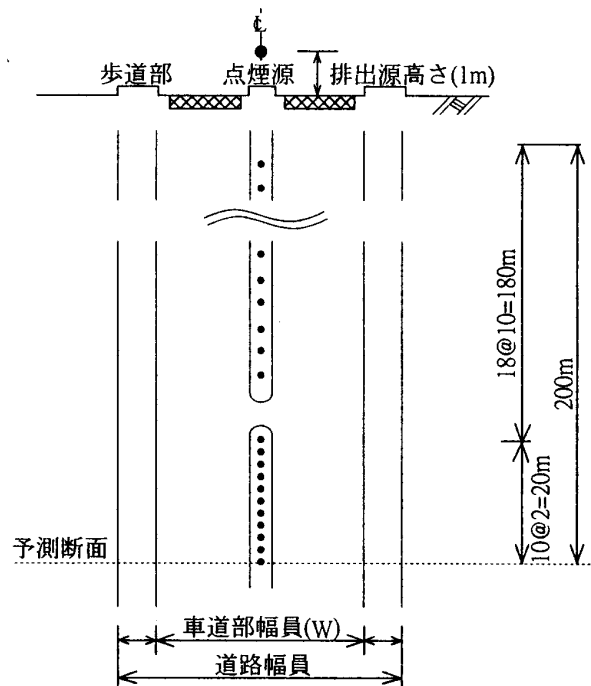 ℄
歩道部
点煙源
排出源高さ(1m)
18@10=180m
200m
10@2=20m
予測断面
車道部幅員(W)
道路幅員